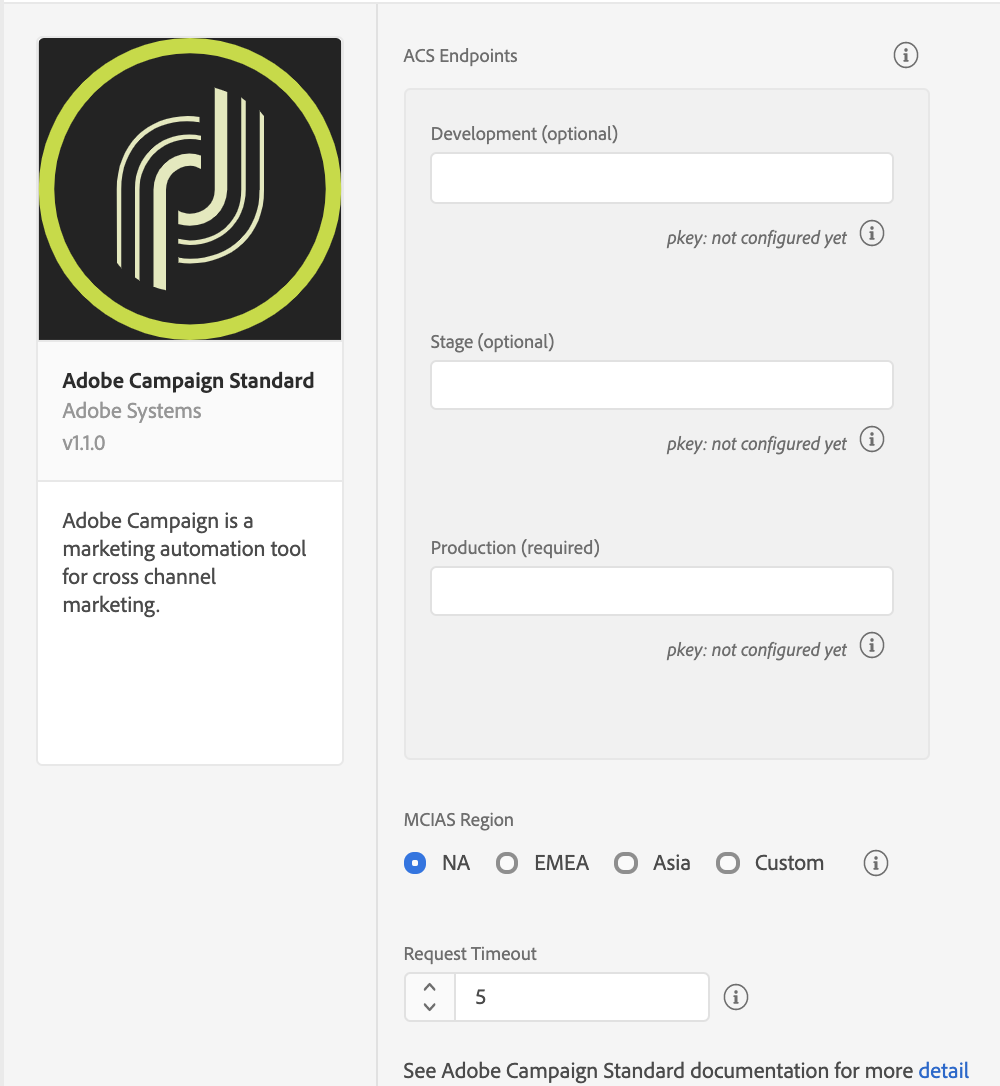 Adobe Campaign Standard
Adobe Systems
v1.1.0
Adobe Campaign is a
marketing automation tool
for cross channel
marketing.
ACS Endpoints
Development (optional)
pkey: not configured yet
Stage (optional)
pkey: not configured yet
Production (required)
pkey: not configured yet
MCIAS Region
NA EMEA Asia Custom
Request Timeout
5
See Adobe Campaign Standard documentation for more detail